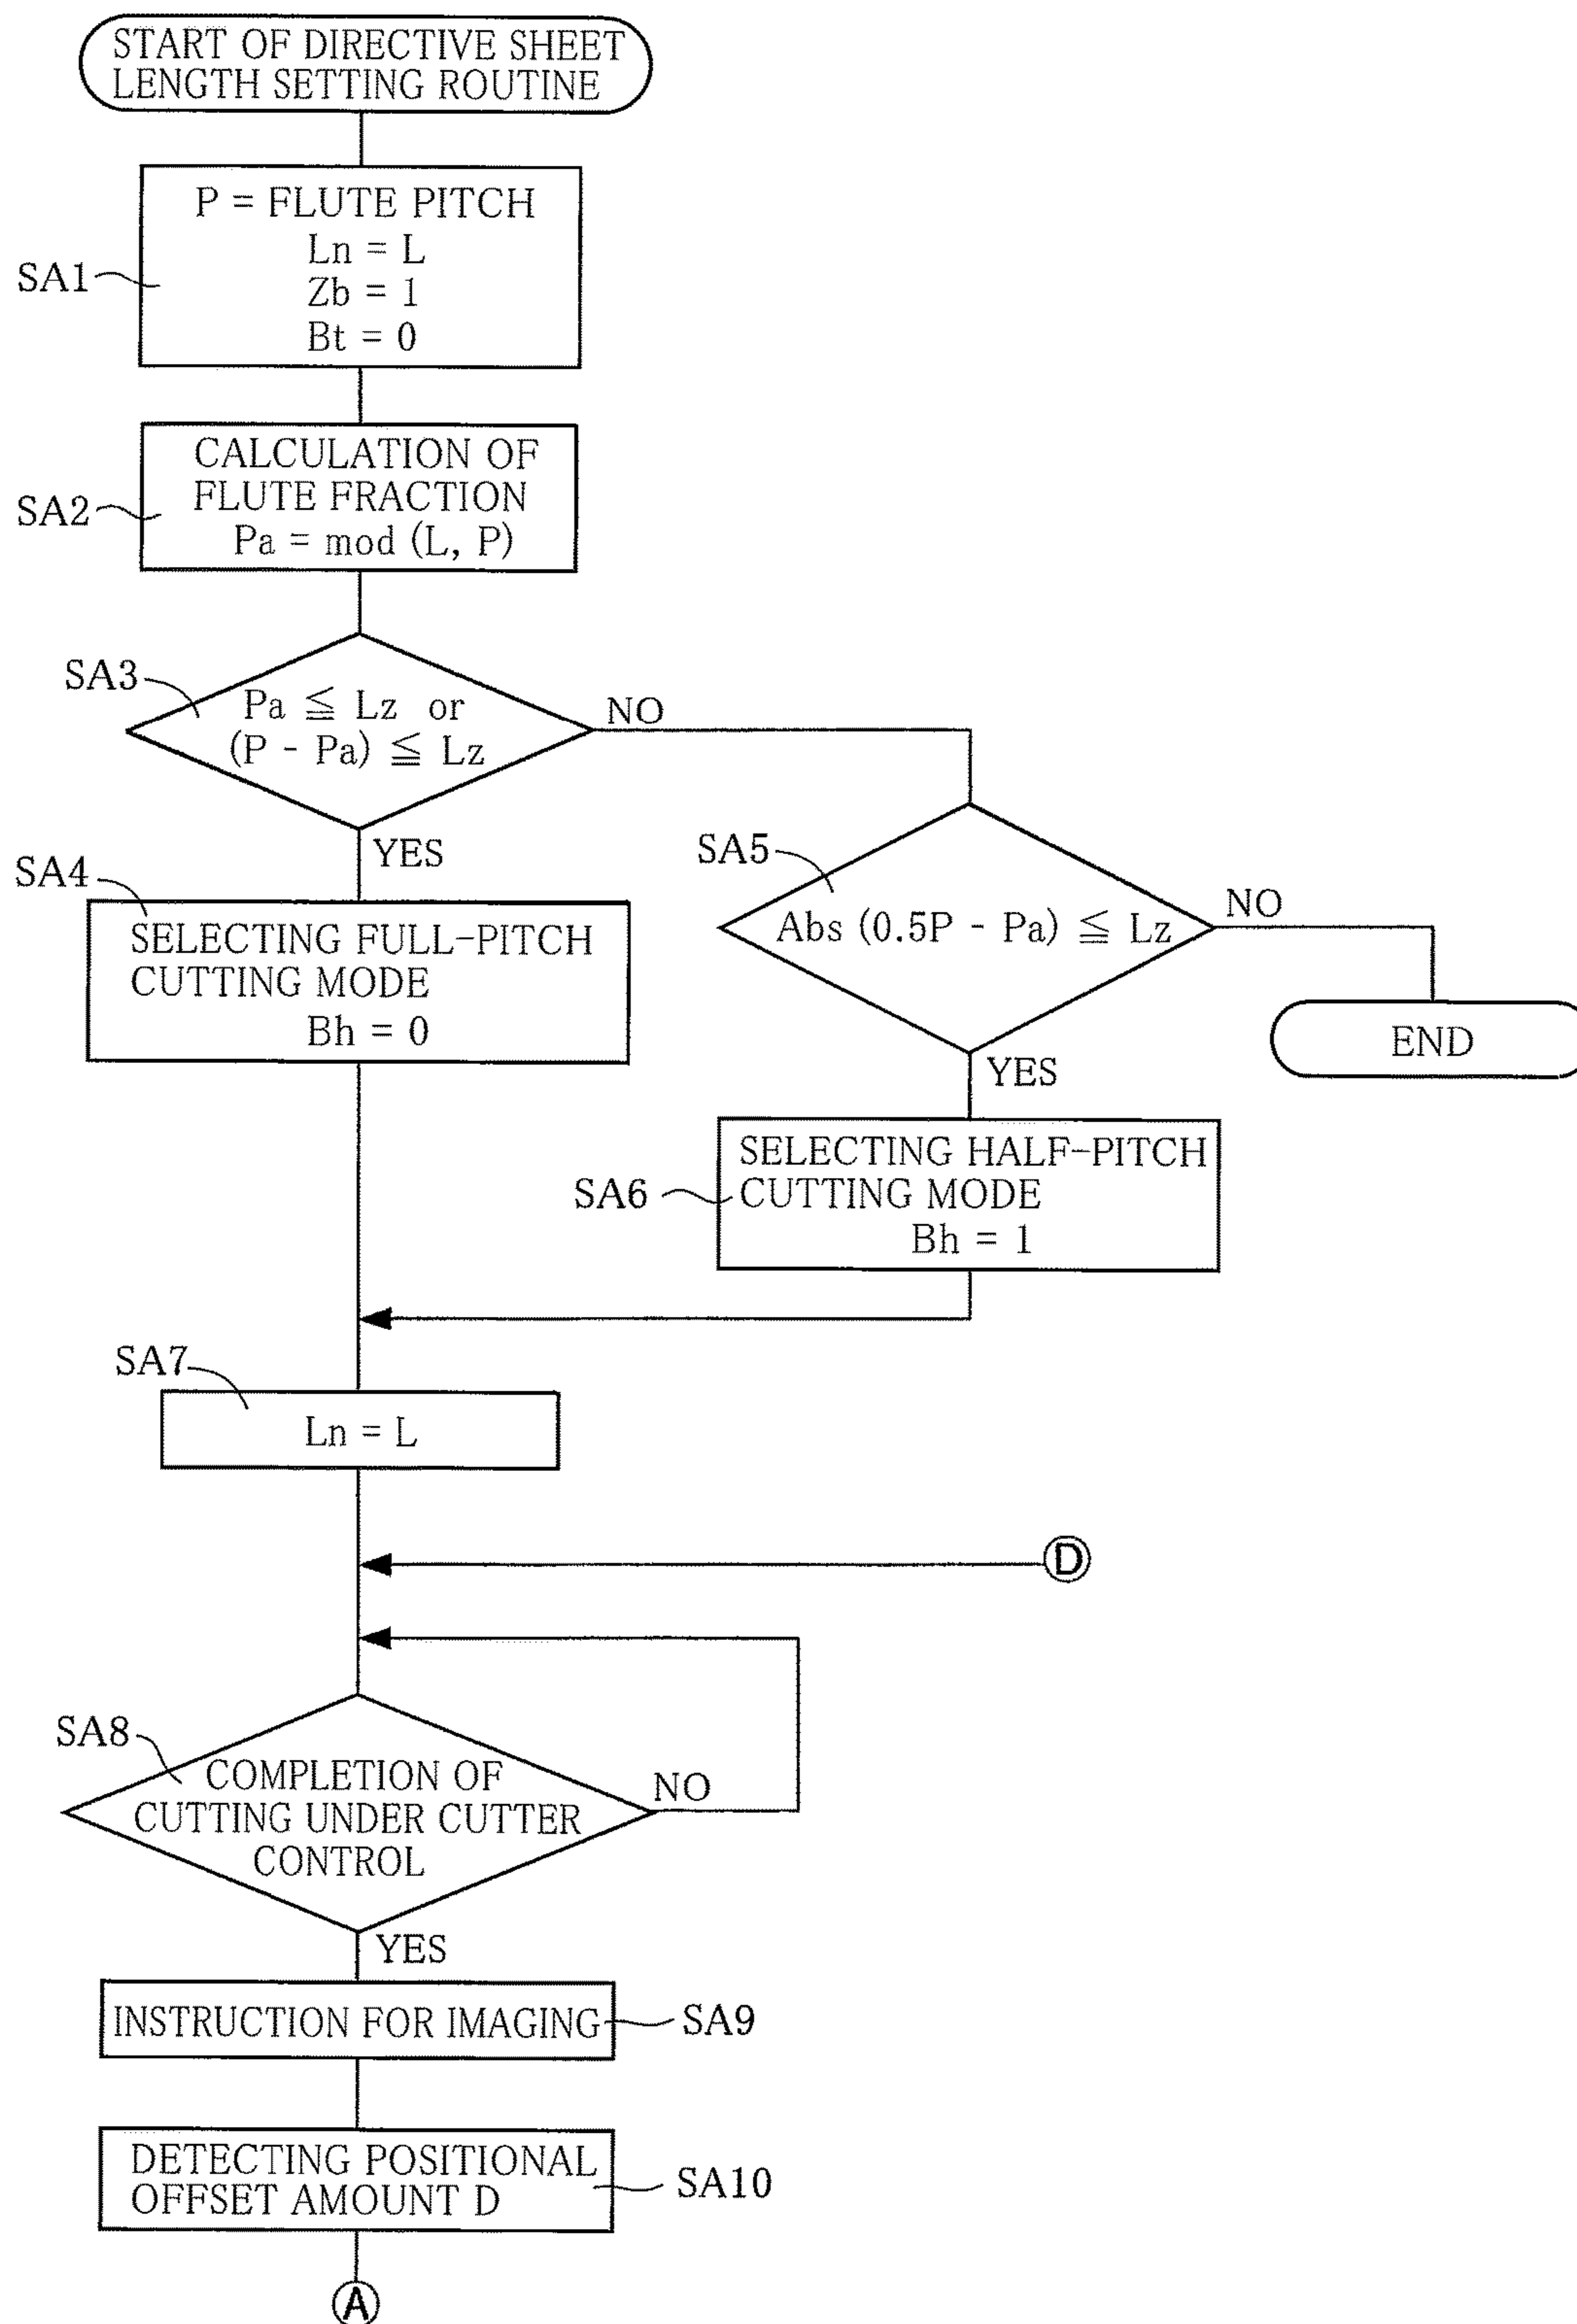 START OF DIRECTIVE SHEET
LENGTH SETTING ROUTINE
SA1
P = FLUTE PITCH
Ln = L
Zb = 1
Bt = 0
SA2
CALCULATION OF
FLUTE FRACTION
Pa = mod (L, P)
SA3
Pa ≦ Lz or
(P - Pa) ≦ Lz
NO
YES
SA4
SELECTING FULL-PITCH
CUTTING MODE
Bh = 0
SA5
Abs (0.5P - Pa) ≦ Lz
NO
END
YES
SA6
SELECTING HALF-PITCH
CUTTING MODE
Bh = 1
SA7
Ln = L
D
SA8
COMPLETION OF
CUTTING UNDER CUTTER
CONTROL
NO
YES
INSTRUCTION FOR IMAGING
SA9
DETECTING POSITIONAL
OFFSET AMOUNT D
SA10
A